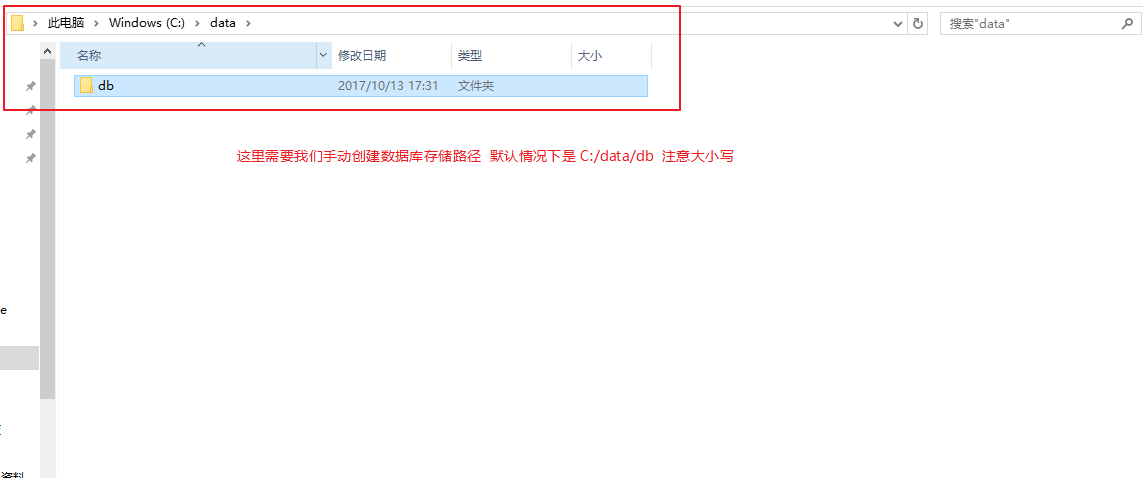 此电脑 › Windows (C:) › data ›
搜索"data"
名称 修改日期 类型 大小
db 2017/10/13 17:31 文件夹
这里需要我们手动创建数据库存储路径 默认情况下是 C:/data/db 注意大小写
e
资料